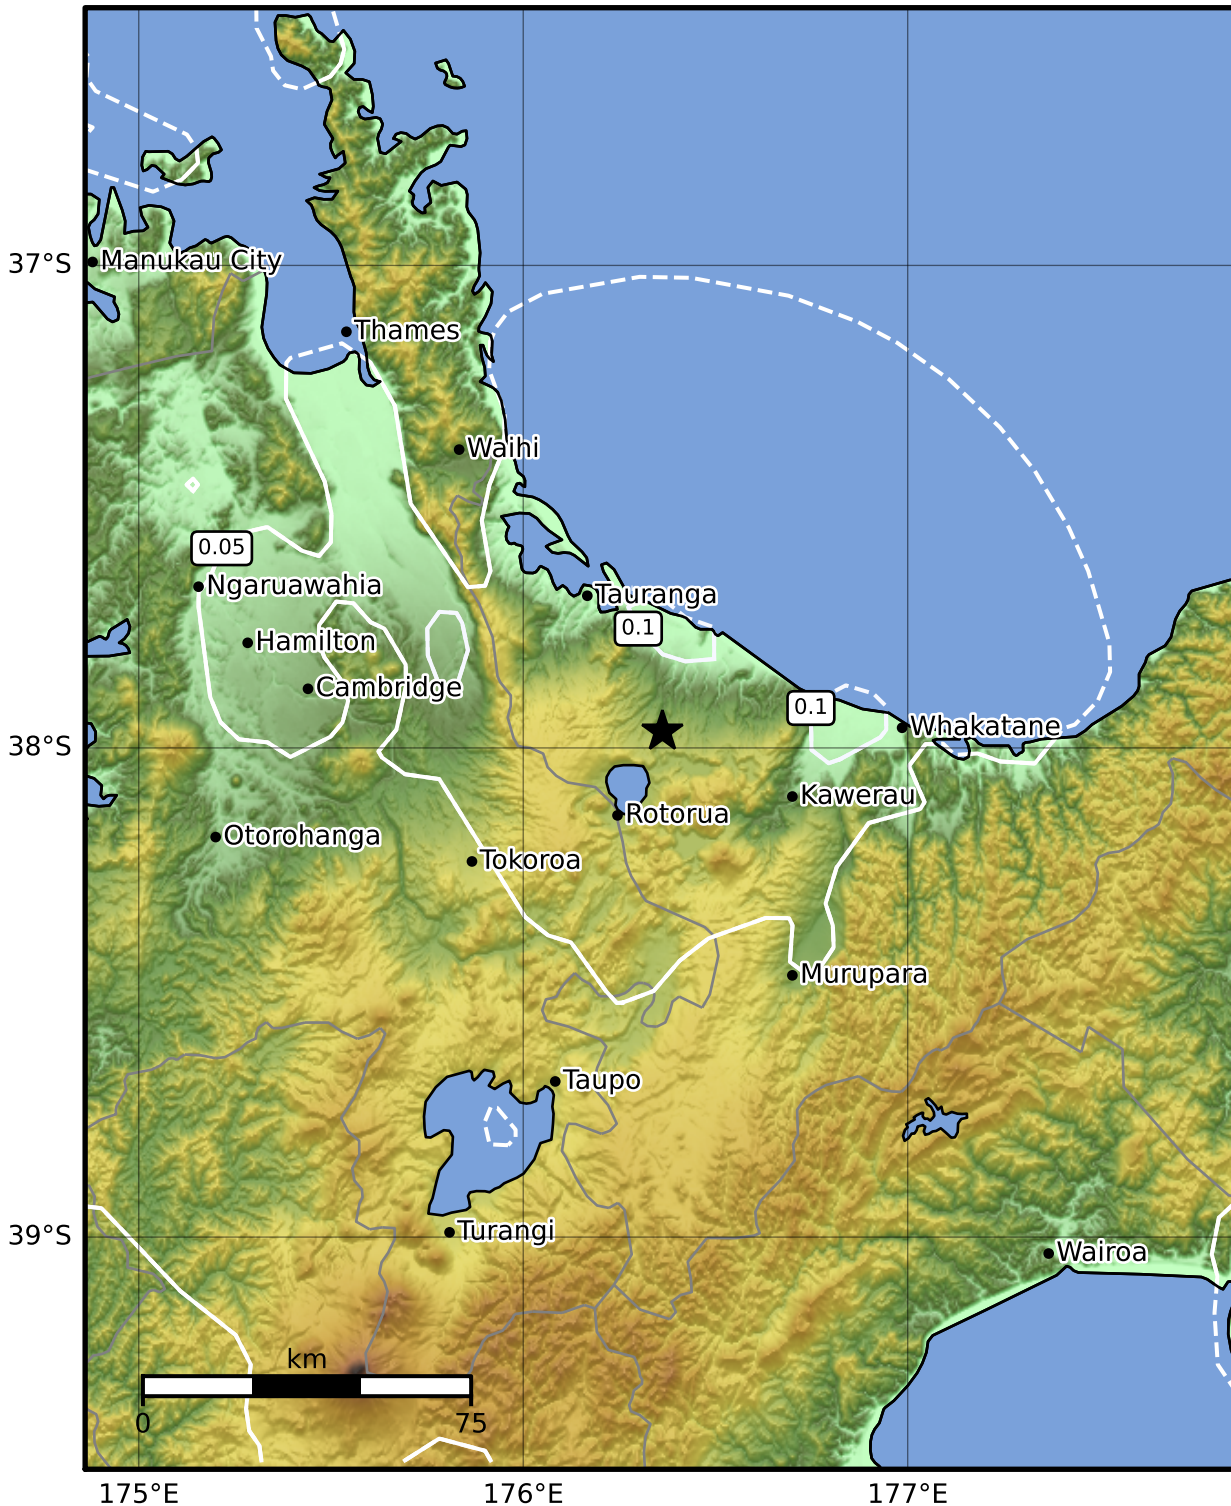 37°S
Manukau City
Thames
Waihi
0.05
Ngaruawahia
Tauranga
0.1
Hamilton
Cambridge
0.1
Whakatane
38°S
Kawerau
Rotorua
Otorohanga
Tokoroa
Murupara
Taupo
Turangi
39°S
Wairoa
km
0
75
175°E
176°E
177°E